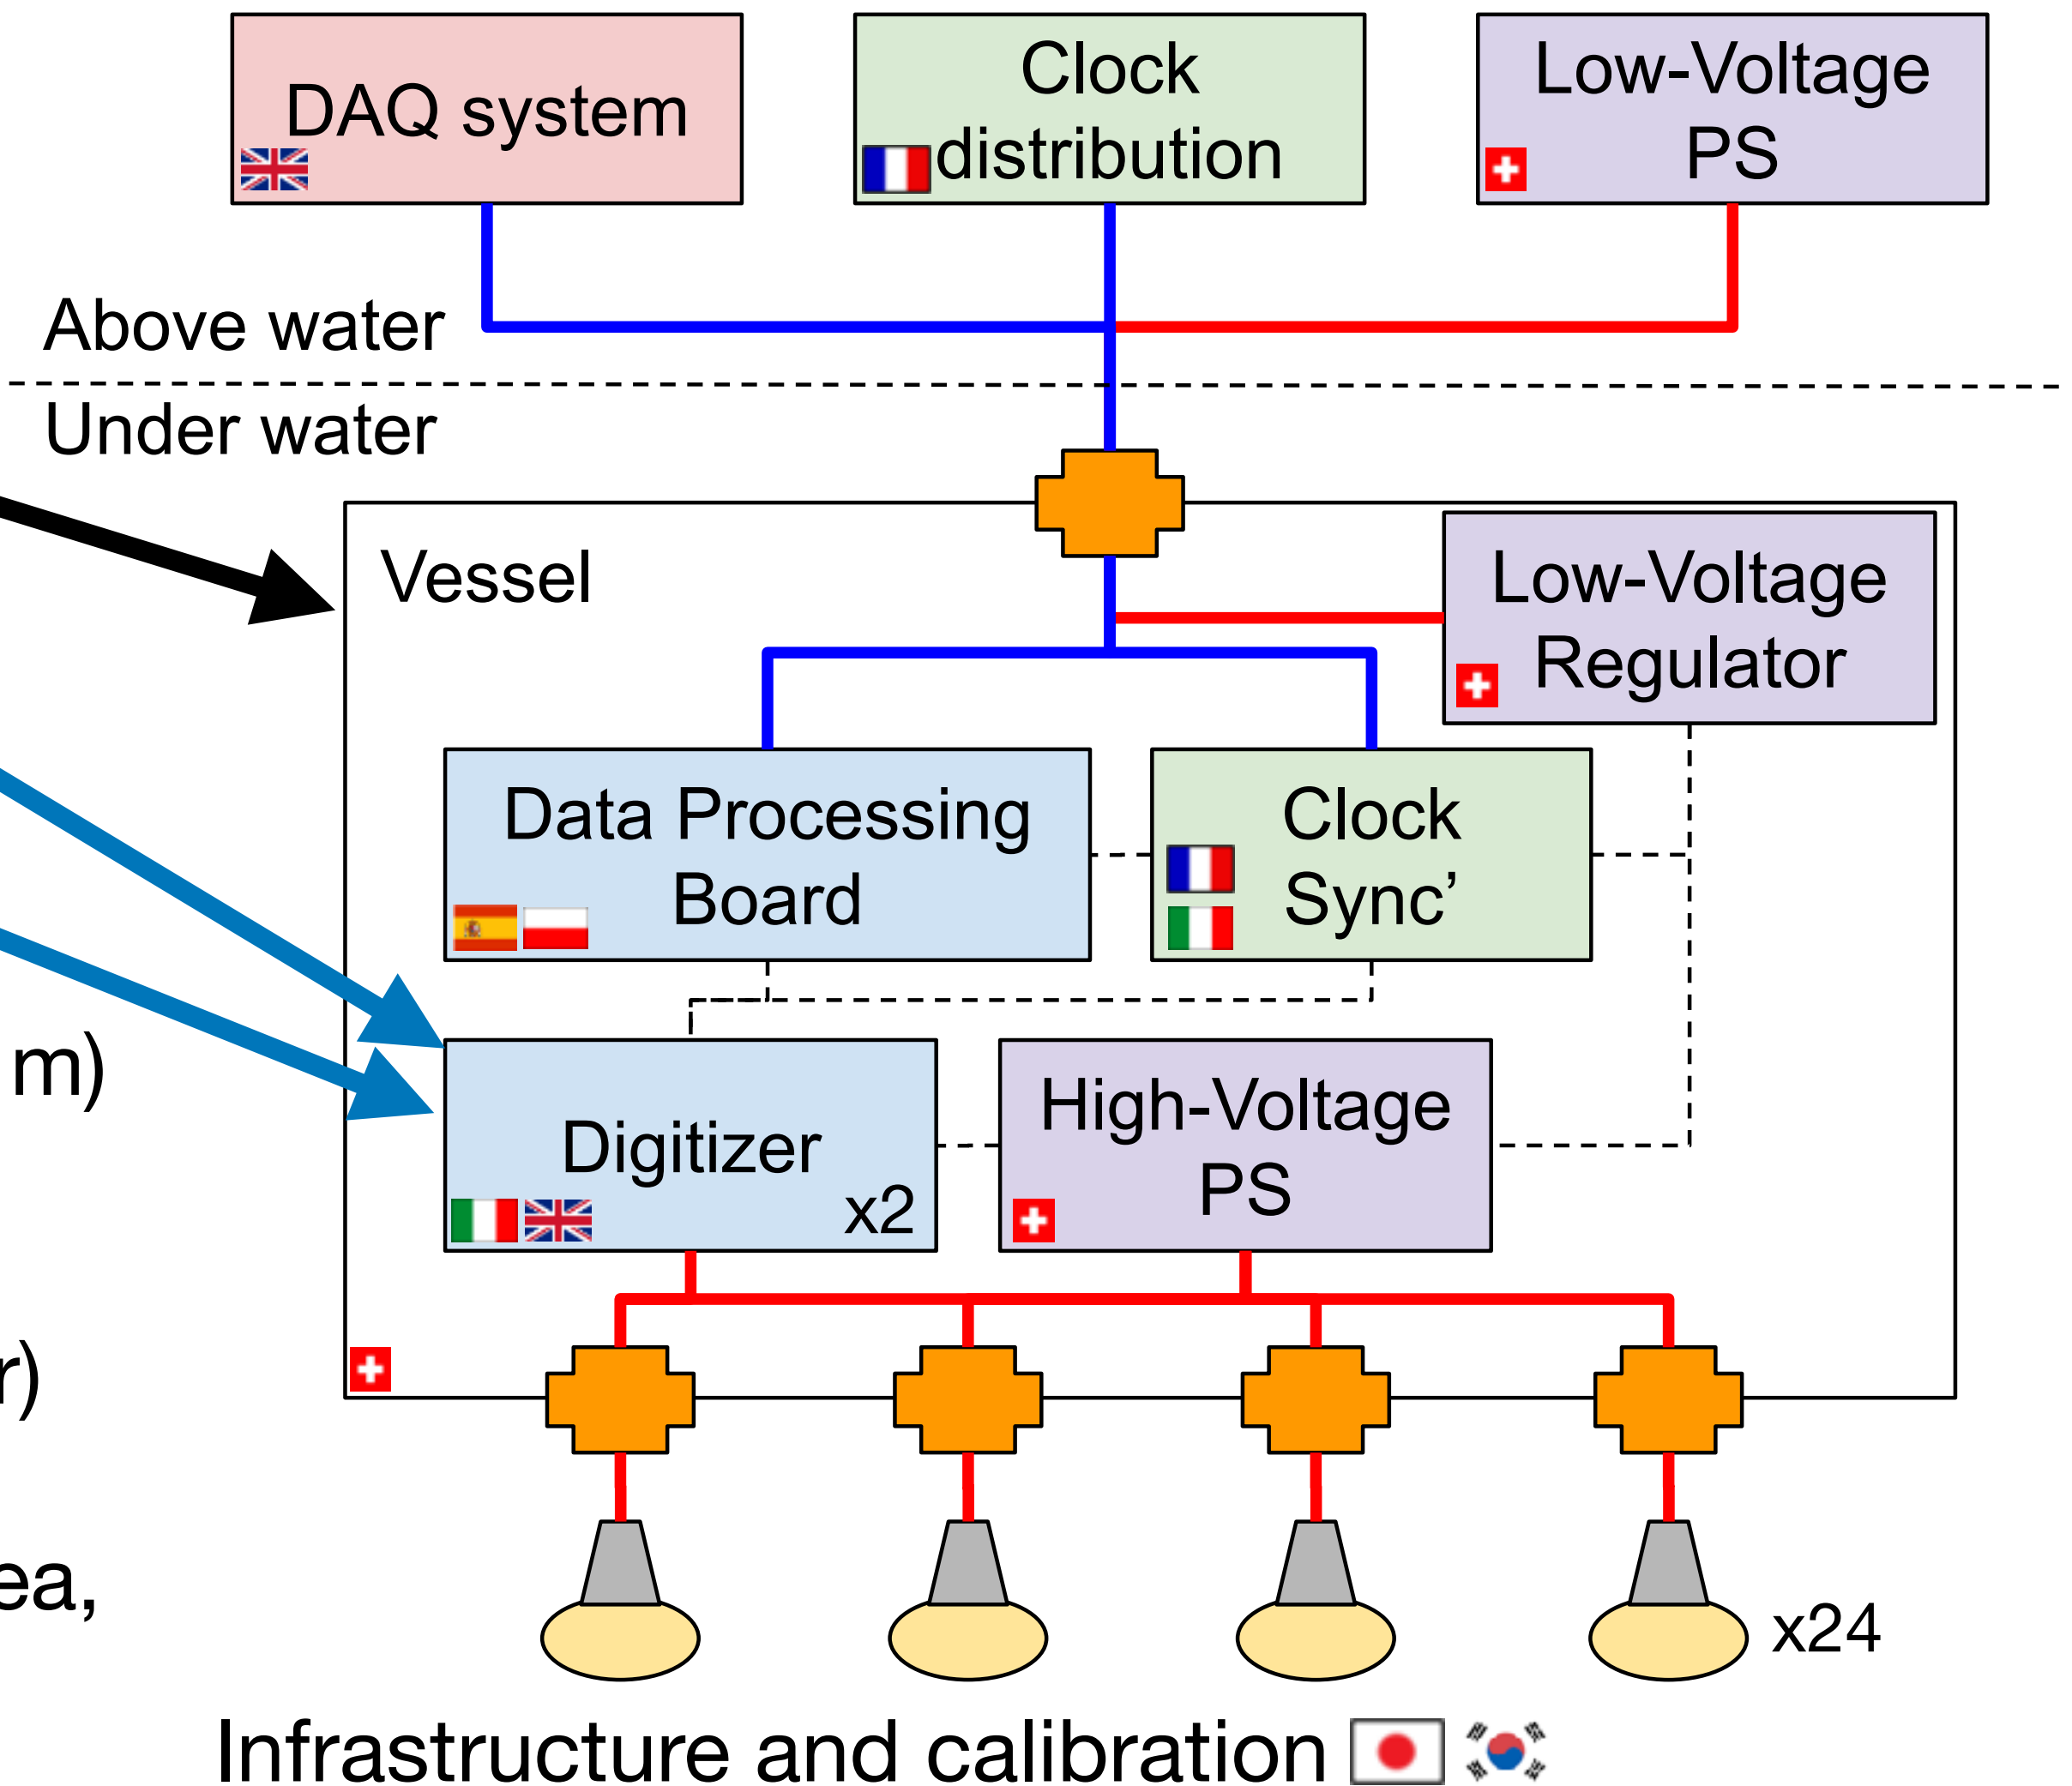 DAQ system
Clock
distribution
Low-Voltage
PS
Above water
Under water
Vessel
Low-Voltage
Regulator
Data Processing
Board
Clock
Sync’
m)
Digitizer
x2
High-Voltage
PS
r)
ea,
x24
Infrastructure and calibration